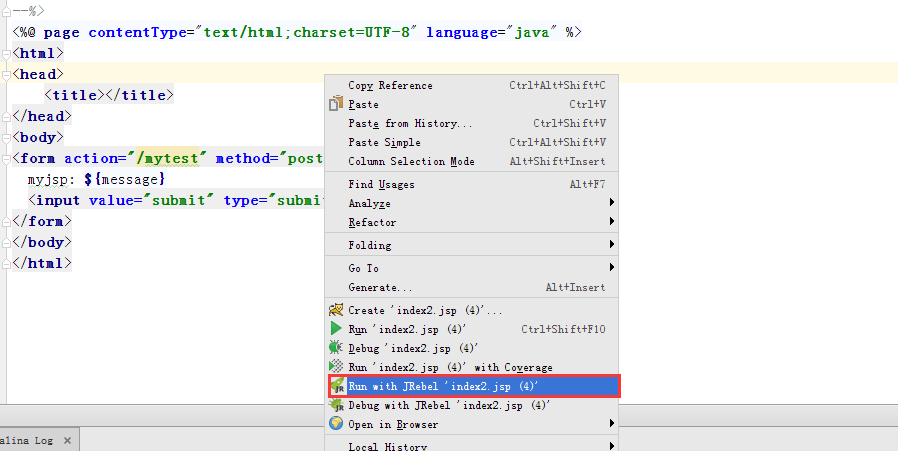 --%>
<%@ page contentType="text/html;charset=UTF-8" language="java" %>
<html>
<head>
<title></title>
</head>
<body>
<form action="/mytest" method="post
myjsp: ${message}
<input value="submit" type="submit
</form>
</body>
</html>
Copy Reference Ctrl+Alt+Shift+C
Paste Ctrl+V
Paste from History... Ctrl+Shift+V
Paste Simple Ctrl+Alt+Shift+V
Column Selection Mode Alt+Shift+Insert
Find Usages Alt+F7
Analyze
Refactor
Folding
Go To
Generate... Alt+Insert
Create 'index2.jsp (4)'...
Run 'index2.jsp (4)' Ctrl+Shift+F10
Debug 'index2.jsp (4)'
Run 'index2.jsp (4)' with Coverage
JR Run with JRebel 'index2.jsp (4)'
JR Debug with JRebel 'index2.jsp (4)'
Open in Browser
Local History
alina Log ×